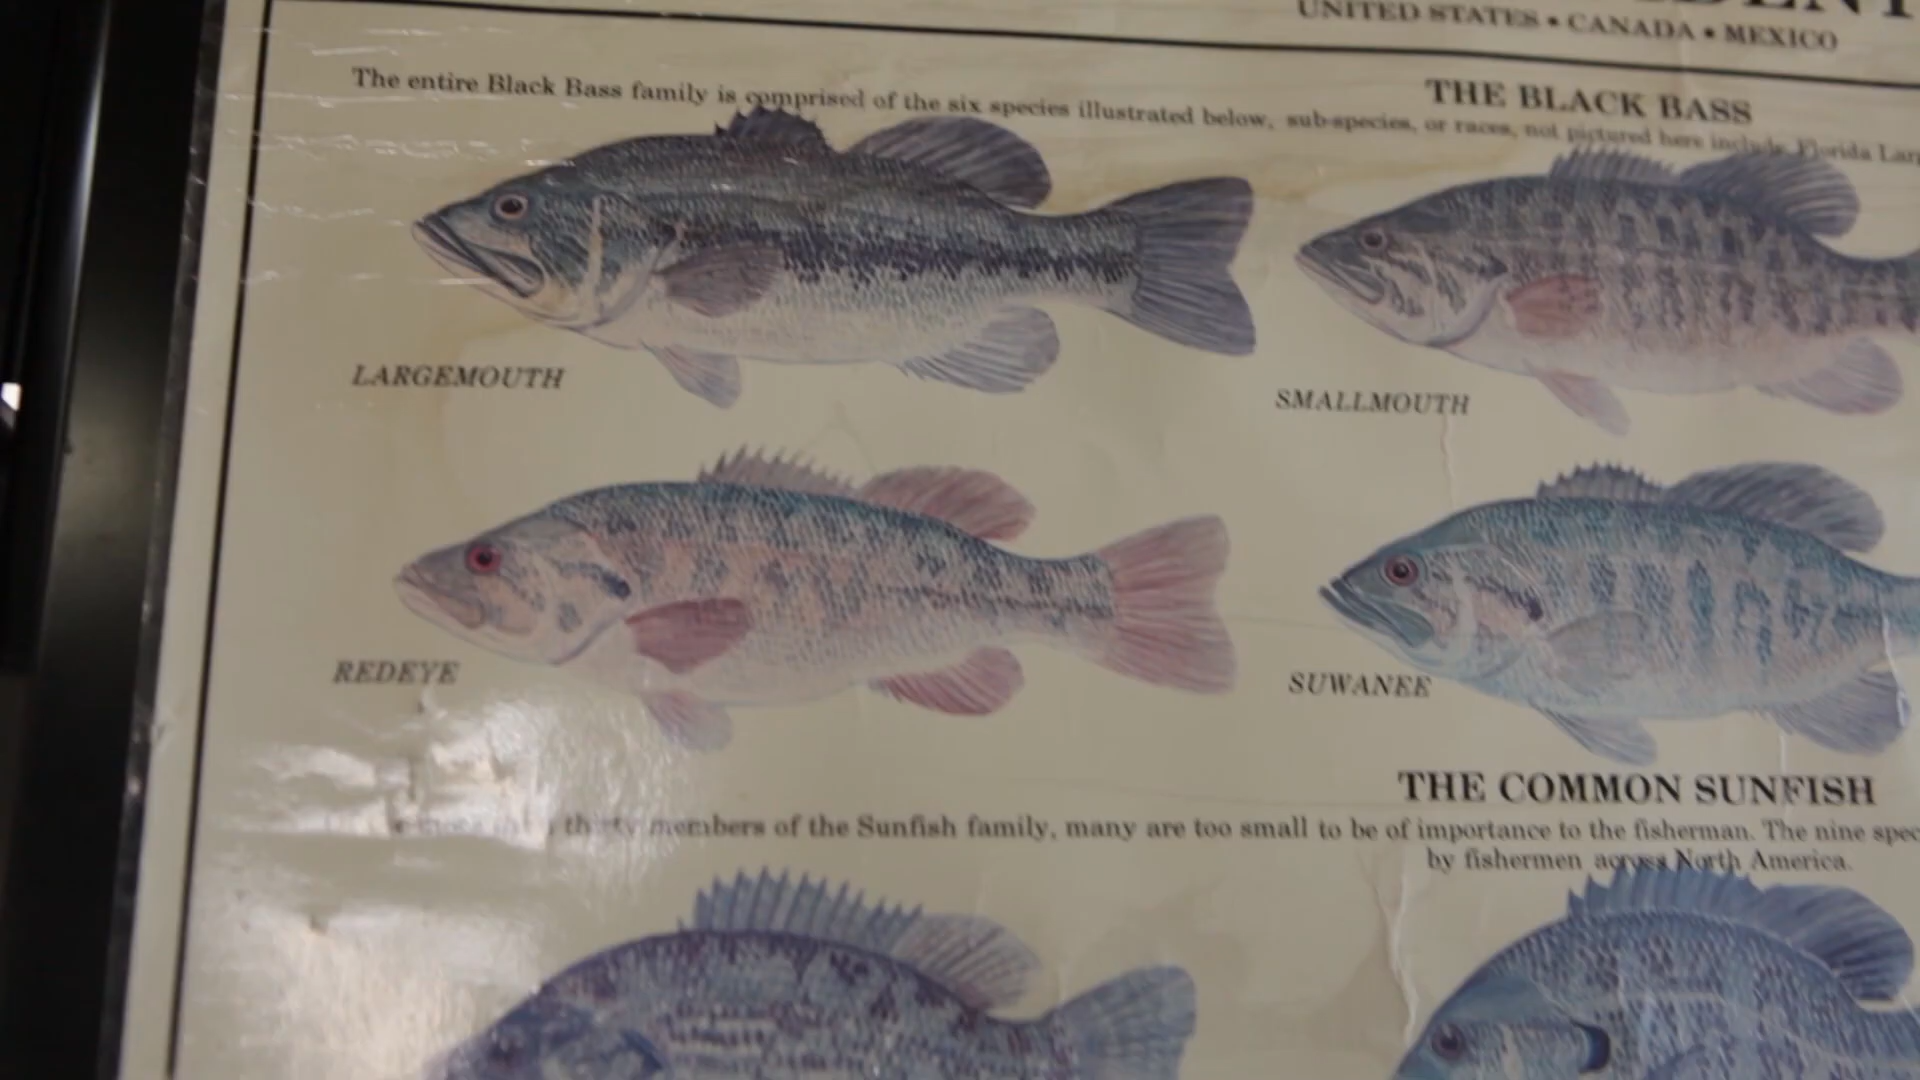 UNITED STATES • CANADA • MEXICO
THE BLACK BASS
The entire Black Bass family is comprised of the six species illustrated below, sub-species, or races, not pictured here include, Florida
LARGEMOUTH
SMALLMOUTH
REDEYE
SUWANEE
THE COMMON SUNFISH
thirty members of the Sunfish family, many are too small to be of importance to the fisherman. The nine
by fishermen across North America.